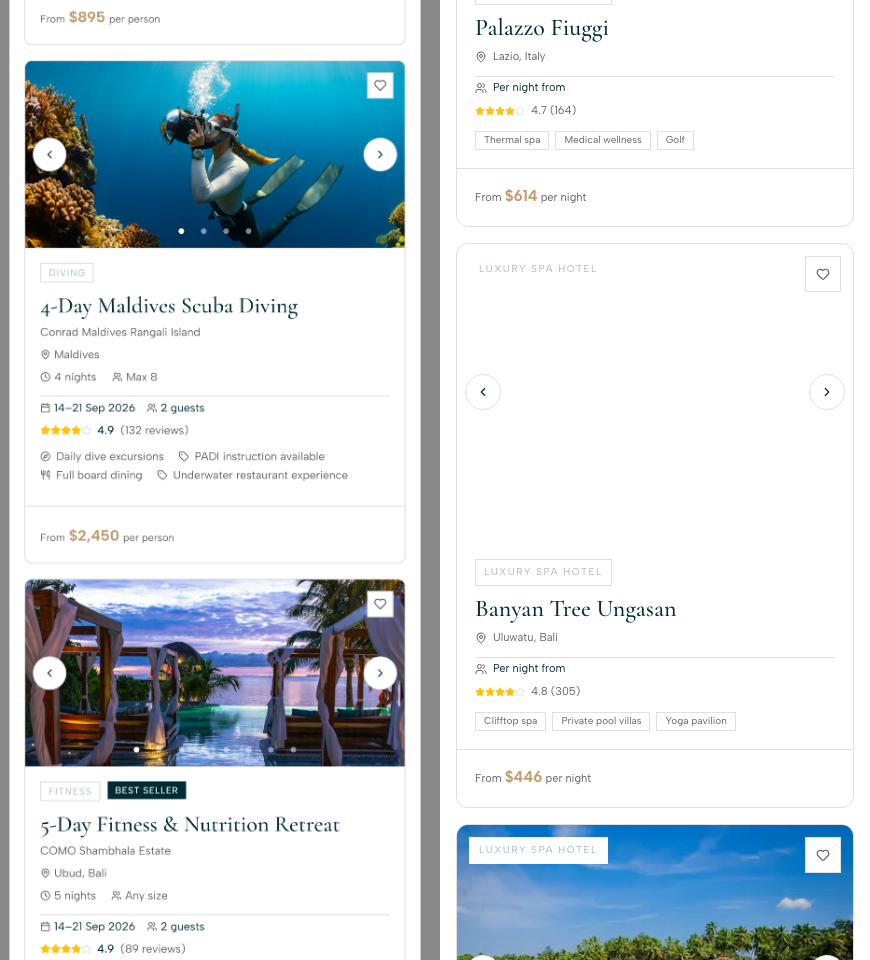 From $895 per person
DIVING
4-Day Maldives Scuba Diving
Conrad Maldives Rangali Island
Maldives
4 nights Max 8
14–21 Sep 2026 2 guests
4.9 (132 reviews)
Daily dive excursions PADI instruction available
Full board dining Underwater restaurant experience
From $2,450 per person
FITNESS BEST SELLER
5-Day Fitness & Nutrition Retreat
COMO Shambhala Estate
Ubud, Bali
5 nights Any size
14–21 Sep 2026 2 guests
4.9 (89 reviews)
Palazzo Fiuggi
Lazio, Italy
Per night from
4.7 (164)
Thermal spa Medical wellness Golf
From $614 per night
LUXURY SPA HOTEL
LUXURY SPA HOTEL
Banyan Tree Ungasan
Uluwatu, Bali
Per night from
4.8 (305)
Clifftop spa Private pool villas Yoga pavilion
From $446 per night
LUXURY SPA HOTEL